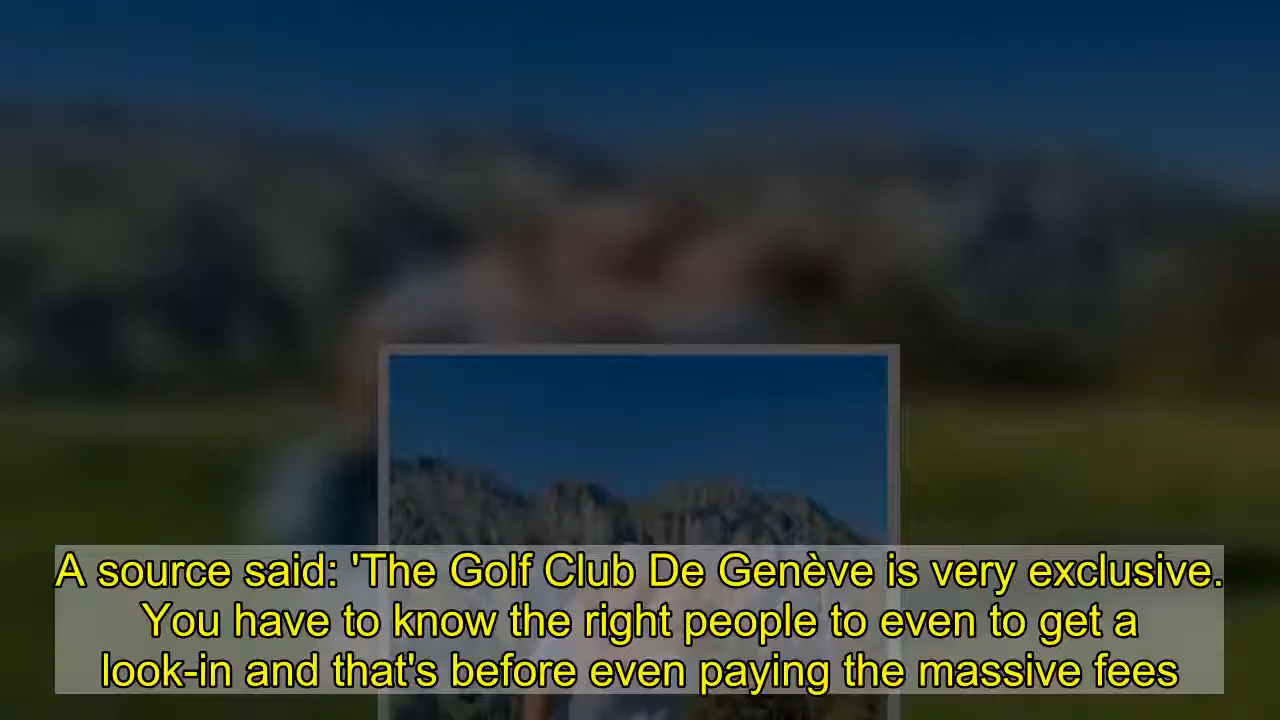 A source said: 'The Golf Club De Genève is very exclusive.
You have to know the right people to even to get a
look-in and that's before even paying the massive fees